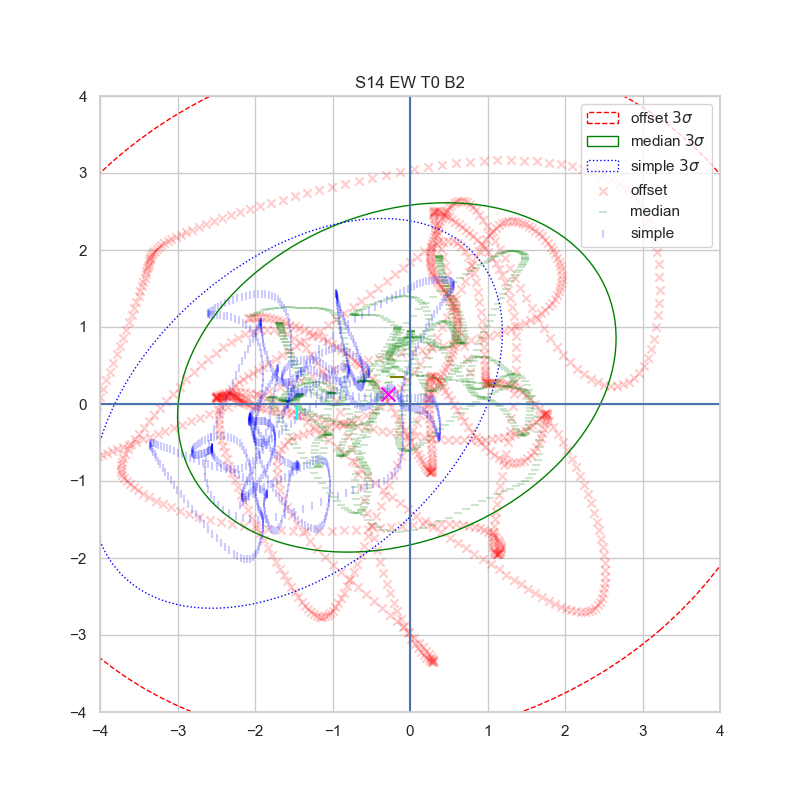 S14 EW T0 B2
4
3
2
1
0
−1
−2
−3
−4
−4 −3 −2 −1 0 1 2 3 4
offset 3σ
median 3σ
simple 3σ
offset
median
simple